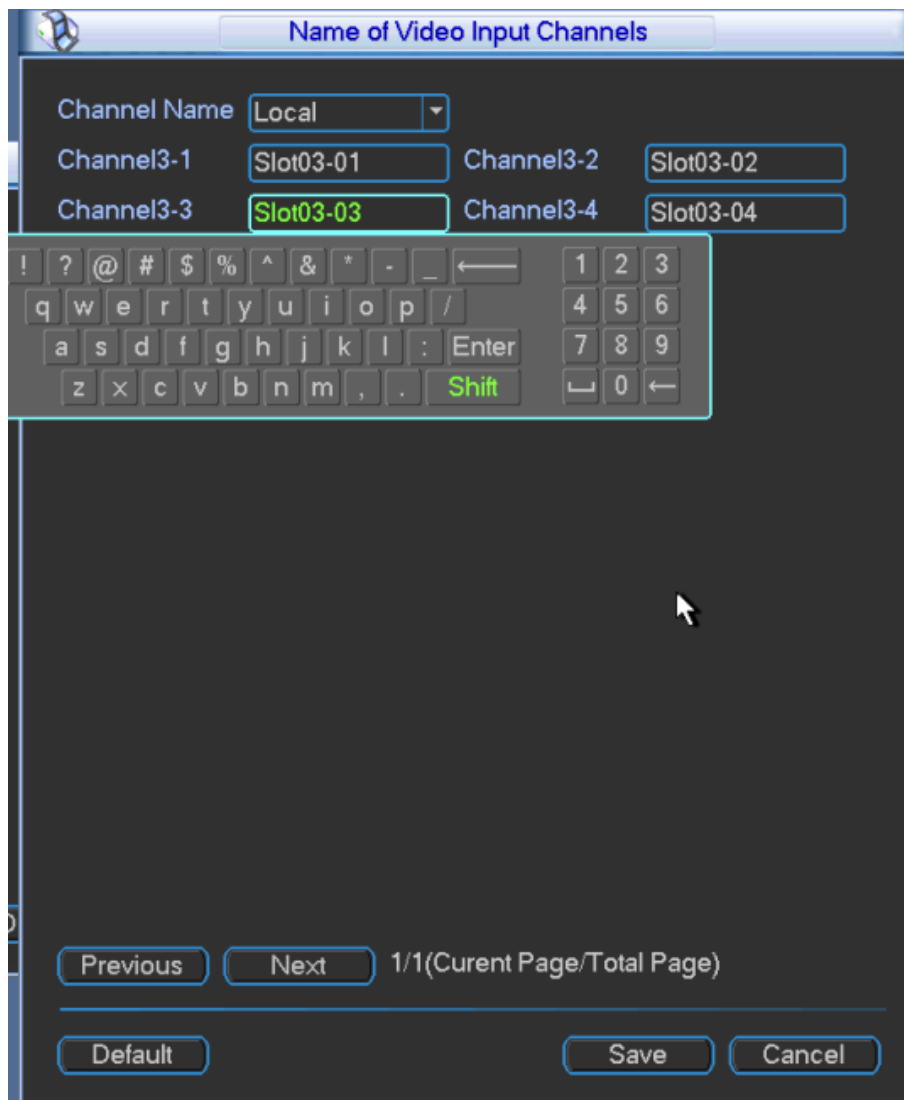 Name of Video Input Channels
Channel Name Local
Channel3-1 Slot03-01 Channel3-2 Slot03-02
Channel3-3 Slot03-03 Channel3-4 Slot03-04
! ? @ # $ % ^ & * - _ 1 2 3
q w e r t y u i o p / 4 5 6
a s d f g h j k l : Enter 7 8 9
z x c v b n m , . Shift 0
Previous Next 1/1(Curent Page/Total Page)
Default Save Cancel